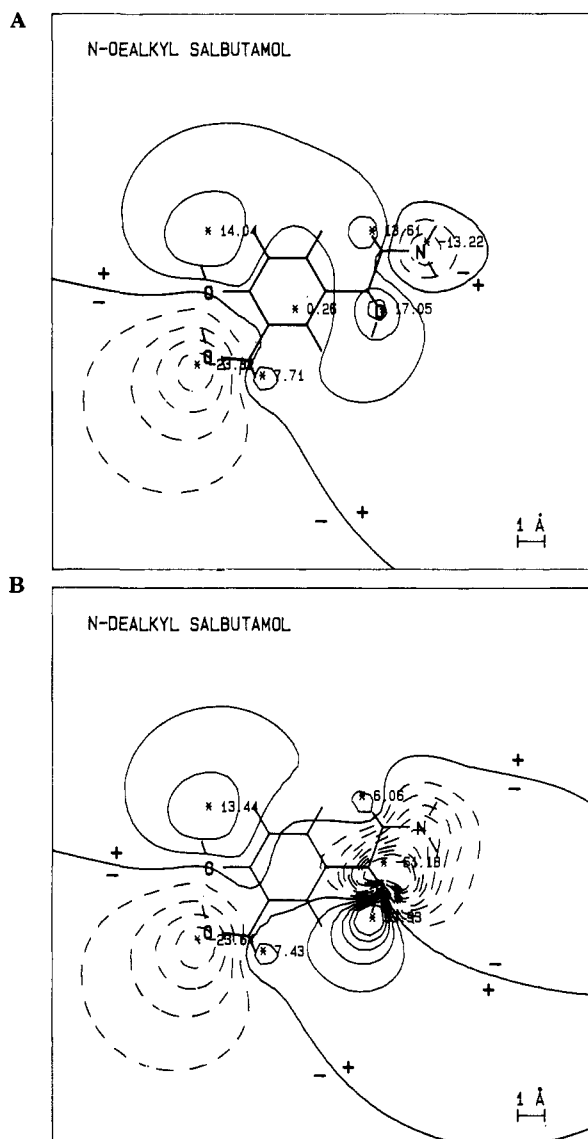 A
N-DEALKYL SALBUTAMOL
* 14.04
* 13.61
N
* -13.22
+
-
- +
O
* 0.26
* 17.05
O
* 7.71
- +
1 Å
B
N-DEALKYL SALBUTAMOL
* 13.44
* 6.06
N
+
-
+
-
O
O
* 7.43
-
+
- +
1 Å